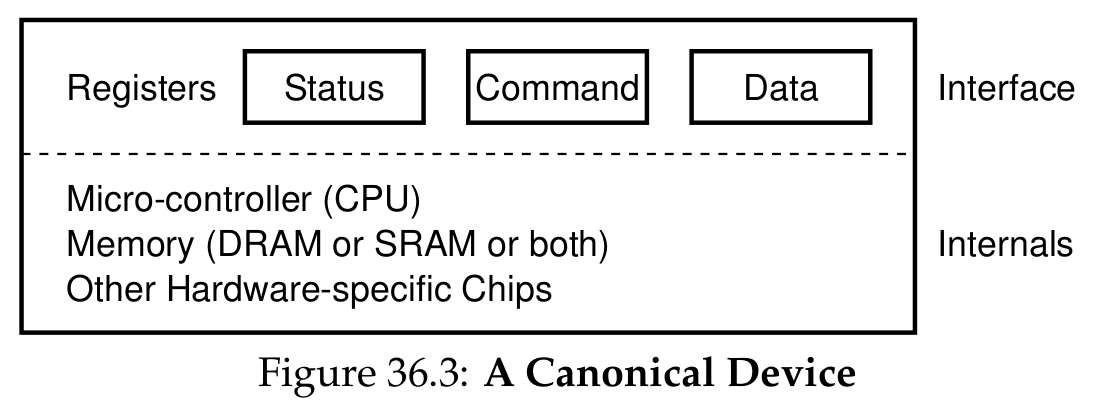 Registers Status Command Data Interface
Micro-controller (CPU)
Memory (DRAM or SRAM or both) Internals
Other Hardware-specific Chips
Figure 36.3: A Canonical Device